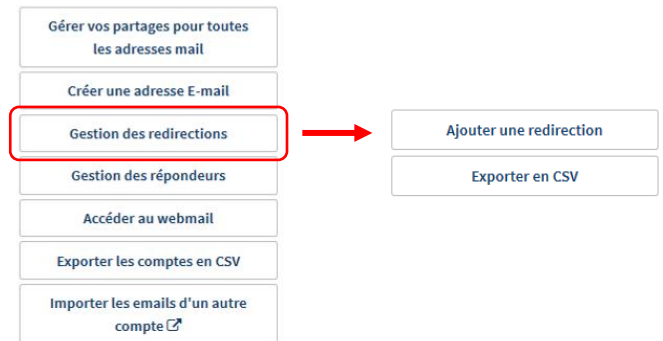 Gérer vos partages pour toutes
les adresses mail
Créer une adresse E-mail
Gestion des redirections
Gestion des répondeurs
Accéder au webmail
Exporter les comptes en CSV
Importer les emails d'un autre
compte
Ajouter une redirection
Exporter en CSV